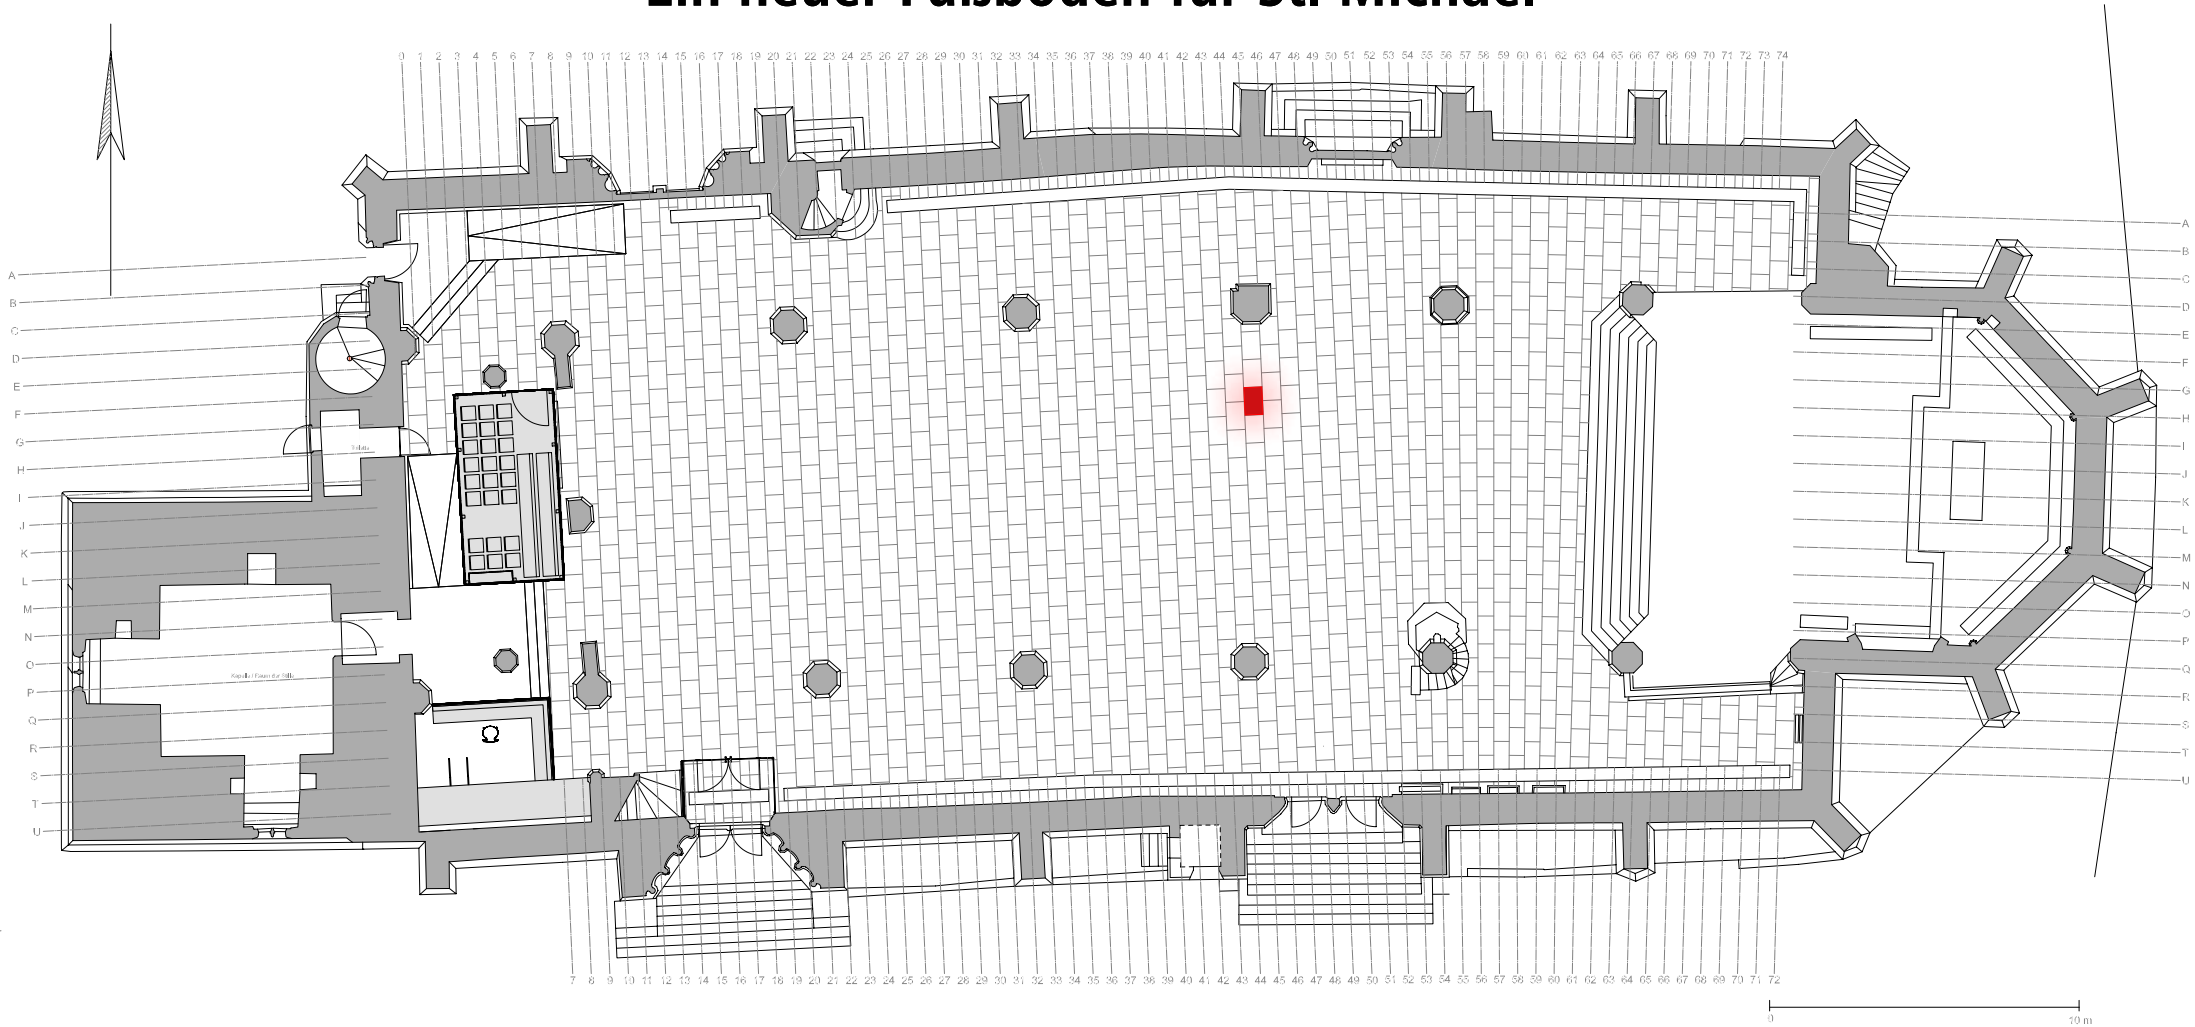 Ein neuer Fußboden für St. Michael
0 1 2 3 4 5 6 7 8 9 10 11 12 13 14 15 16 17 18 19 20 21 22 23 24 25 26 27 28 29 30 31 32 33 34 35 36 37 38 39 40 41 42 43 44 45 46 47 48 49 50 51 52 53 54 55 56 57 58 59 60 61 62 63 64 65 66 67 68 69 70 71 72 73 74
A
B
C
D
E
F
G
H
I
J
K
L
M
N
O
P
Q
R
S
T
U
A
B
C
D
E
F
G
H
I
J
K
L
M
N
O
P
Q
R
S
T
U
Kapelle / Raum der Stille
7 8 9 10 11 12 13 14 15 16 17 18 19 20 21 22 23 24 25 26 27 28 29 30 31 32 33 34 35 36 37 38 39 40 41 42 43 44 45 46 47 48 49 50 51 52 53 54 55 56 57 58 59 60 61 62 63 64 65 66 67 68 69 70 71 72
0 10 m